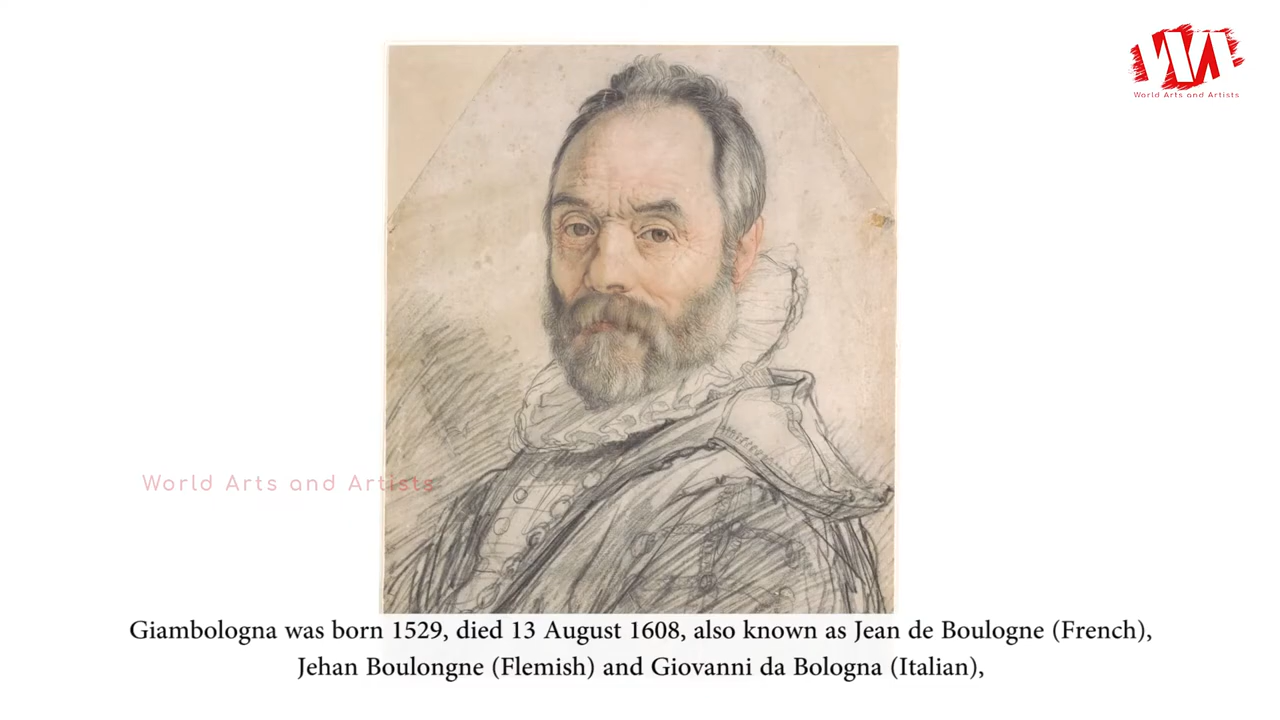 World Arts and Artists
World Arts and Artists
Giambologna was born 1529, died 13 August 1608, also known as Jean de Boulogne (French),
Jehan Boulongne (Flemish) and Giovanni da Bologna (Italian),